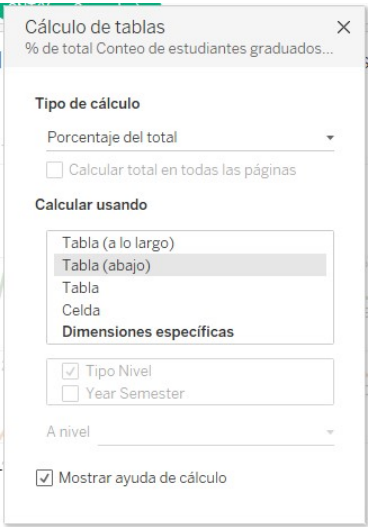 Cálculo de tablas
% de total Conteo de estudiantes graduados...
Tipo de cálculo
Porcentaje del total
Calcular total en todas las páginas
Calcular usando
Tabla (a lo largo)
Tabla (abajo)
Tabla
Celda
Dimensiones específicas
Tipo Nivel
Year Semester
A nivel
Mostrar ayuda de cálculo